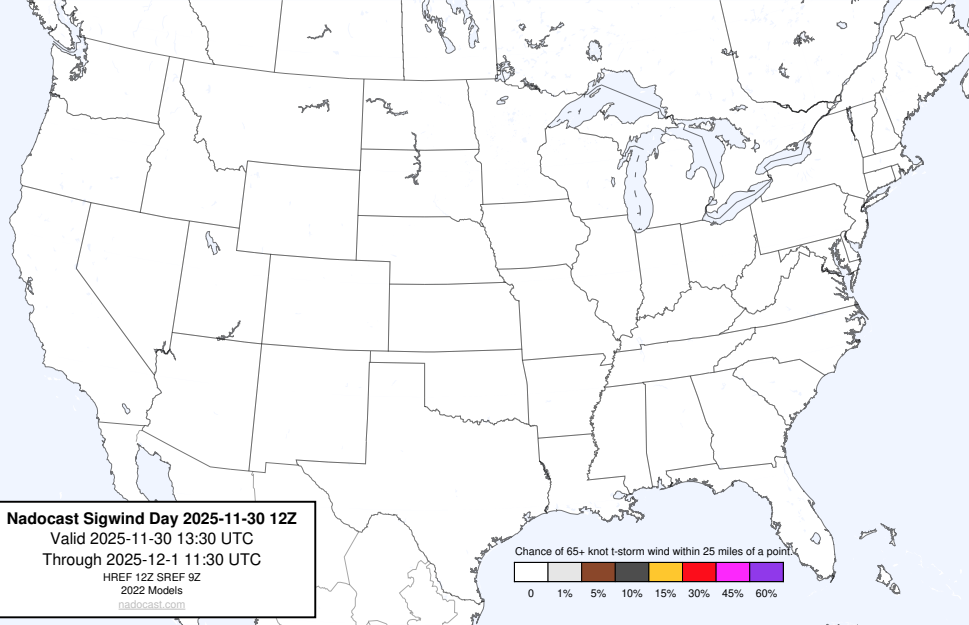 Nadocast Sigwind Day 2025-11-30 12Z
Valid 2025-11-30 13:30 UTC
Through 2025-12-1 11:30 UTC
HREF 12Z SREF 9Z
2022 Models
nadocast.com
Chance of 65+ knot t-storm wind within 25 miles of a point.
0 1% 5% 10% 15% 30% 45% 60%